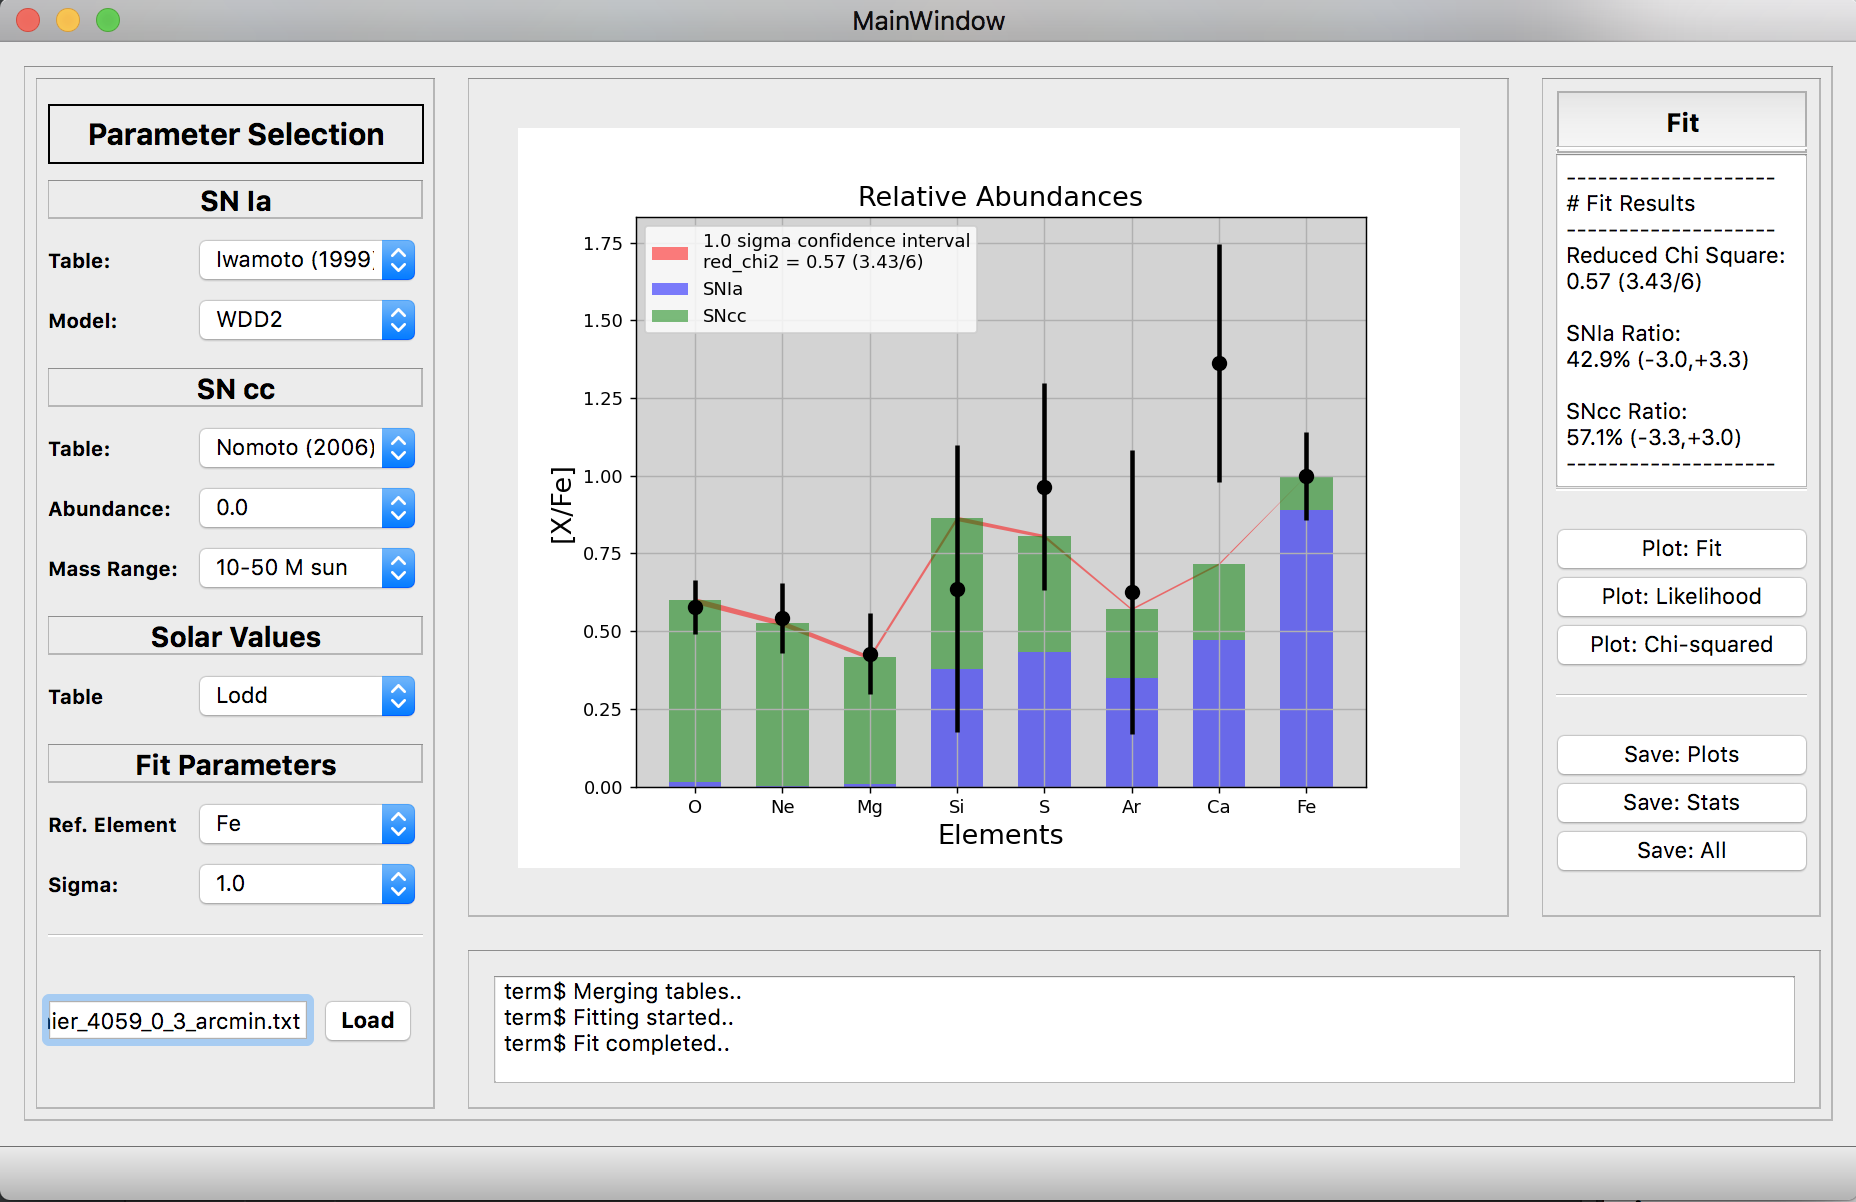 MainWindow
Parameter Selection
SN Ia
Table:
Iwamoto (1999)
Model:
WDD2
SN cc
Table:
Nomoto (2006)
Abundance:
0.0
Mass Range:
10-50 M sun
Solar Values
Table
Lodd
Fit Parameters
Ref. Element
Fe
Sigma:
1.0
ier_4059_0_3_arcmin.txt
Load
Relative Abundances
1.0 sigma confidence interval
red_chi2 = 0.57 (3.43/6)
SNIa
SNcc
[X/Fe]
1.75
1.50
1.25
1.00
0.75
0.50
0.25
0.00
O Ne Mg Si S Ar Ca Fe
Elements
term$ Merging tables..
term$ Fitting started..
term$ Fit completed..
Fit
--------------------
# Fit Results
--------------------
Reduced Chi Square:
0.57 (3.43/6)
SNIa Ratio:
42.9% (-3.0,+3.3)
SNcc Ratio:
57.1% (-3.3,+3.0)
--------------------
Plot: Fit
Plot: Likelihood
Plot: Chi-squared
Save: Plots
Save: Stats
Save: All